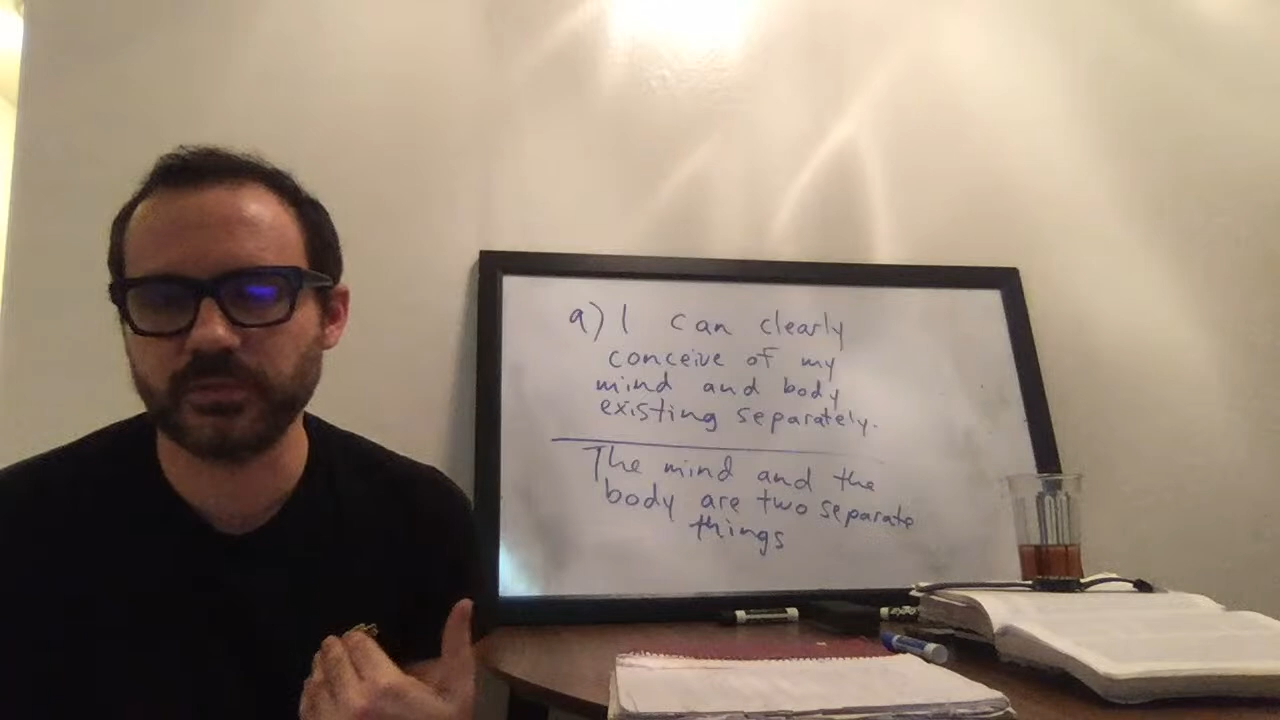 a) I can clearly
conceive of my
mind and body
existing separately.
The mind and the
body are two separate
things